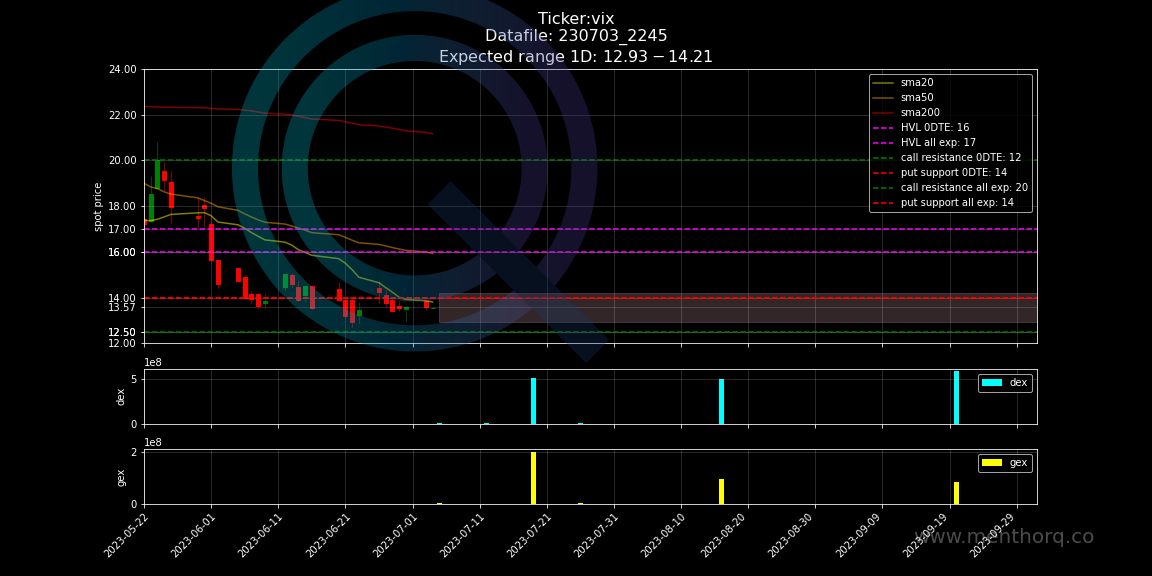 Ticker:vix
Datafile: 230703_2245
Expected range 1D: 12.93 − 14.21
24.00
22.00
20.00
18.00
17.00
16.00
14.00
13.57
12.50
12.00
spot price
sma20
sma50
sma200
HVL 0DTE: 16
HVL all exp: 17
call resistance 0DTE: 12
put support 0DTE: 14
call resistance all exp: 20
put support all exp: 14
1e8
5
0
dex
dex
1e8
2
0
gex
gex
2023-05-22
2023-06-01
2023-06-11
2023-06-21
2023-07-01
2023-07-11
2023-07-21
2023-07-31
2023-08-10
2023-08-20
2023-08-30
2023-09-09
2023-09-19
2023-09-29
www.menthorq.co